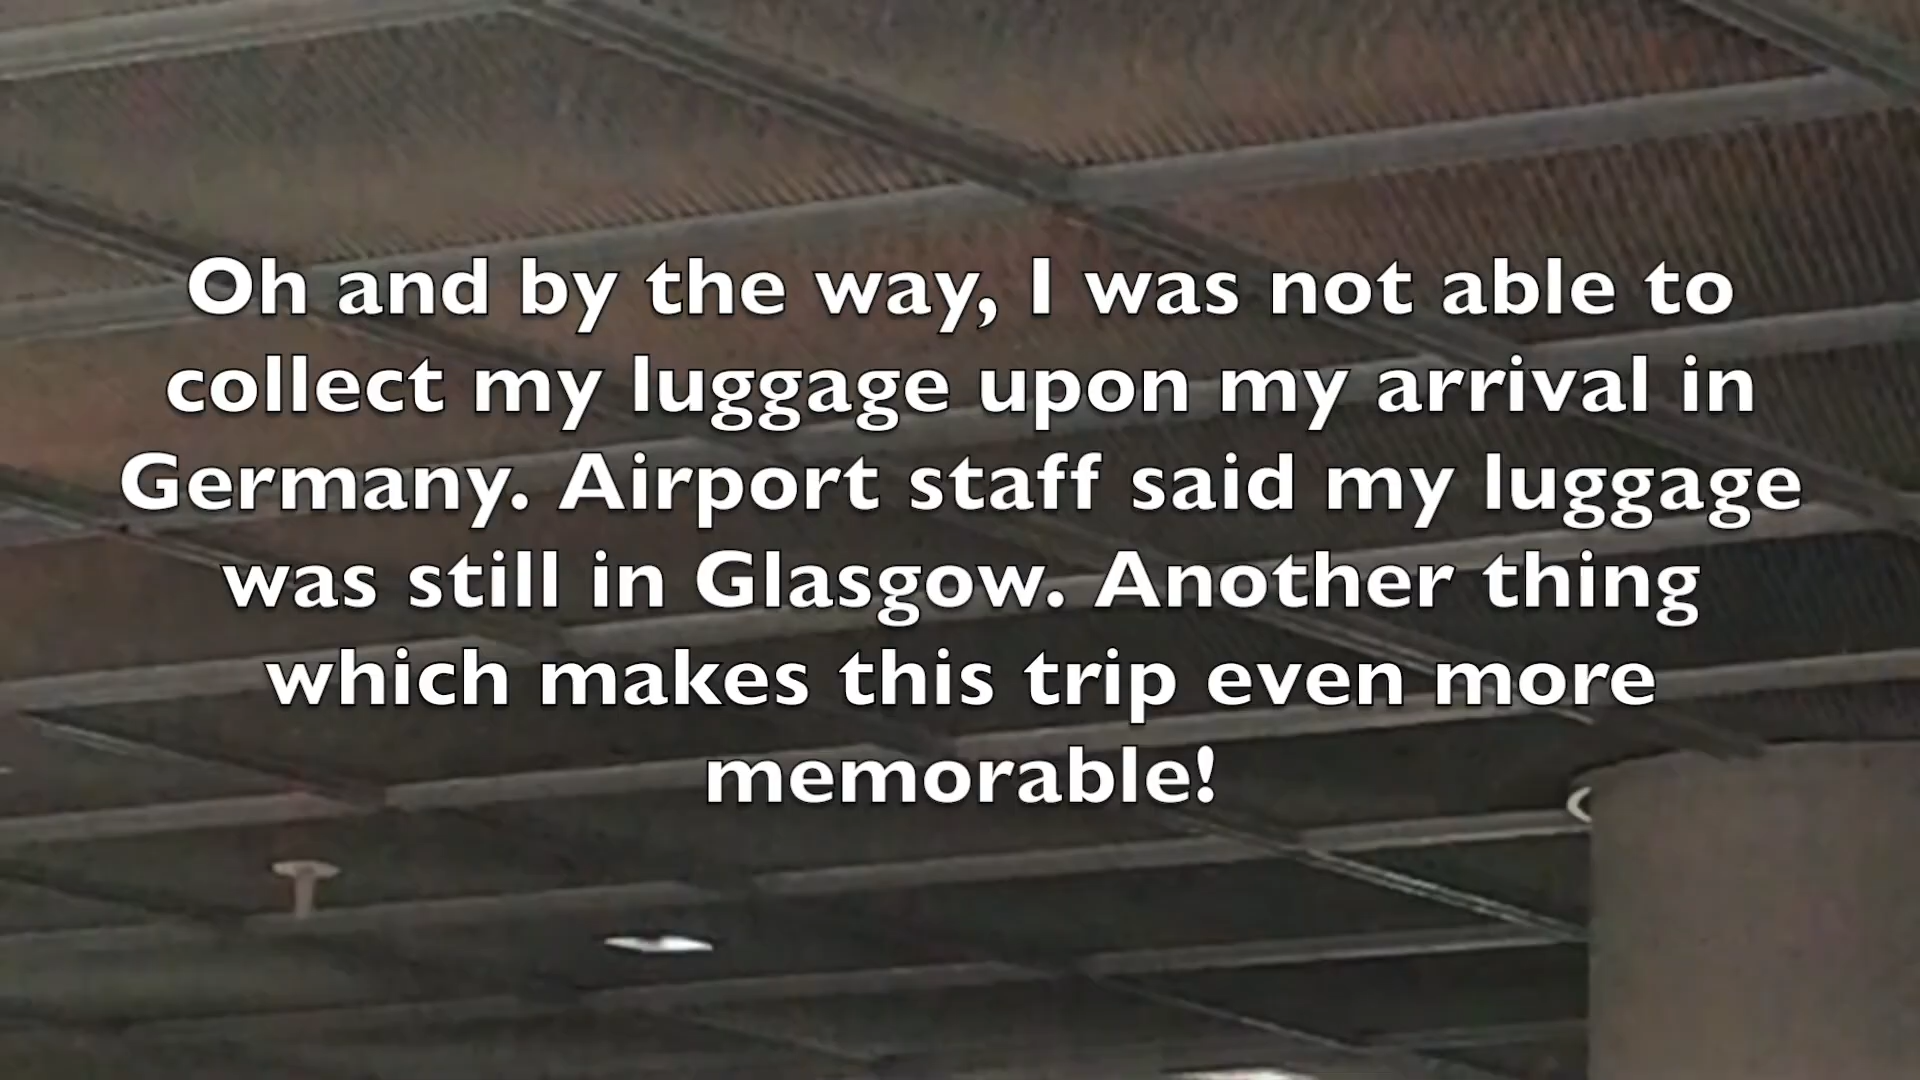 Oh and by the way, I was not able to
collect my luggage upon my arrival in
Germany. Airport staff said my luggage
was still in Glasgow. Another thing
which makes this trip even more
memorable!